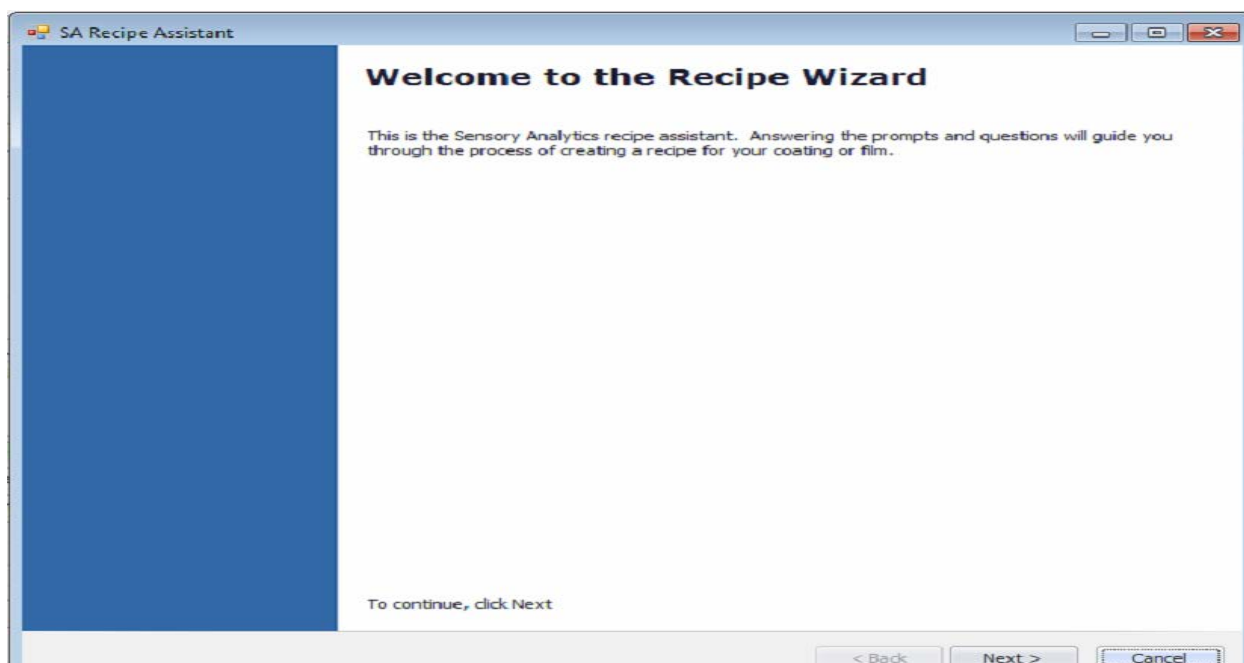 SA Recipe Assistant
Welcome to the Recipe Wizard
This is the Sensory Analytics recipe assistant. Answering the prompts and questions will guide you
through the process of creating a recipe for your coating or film.
To continue, click Next
< Back Next > Cancel